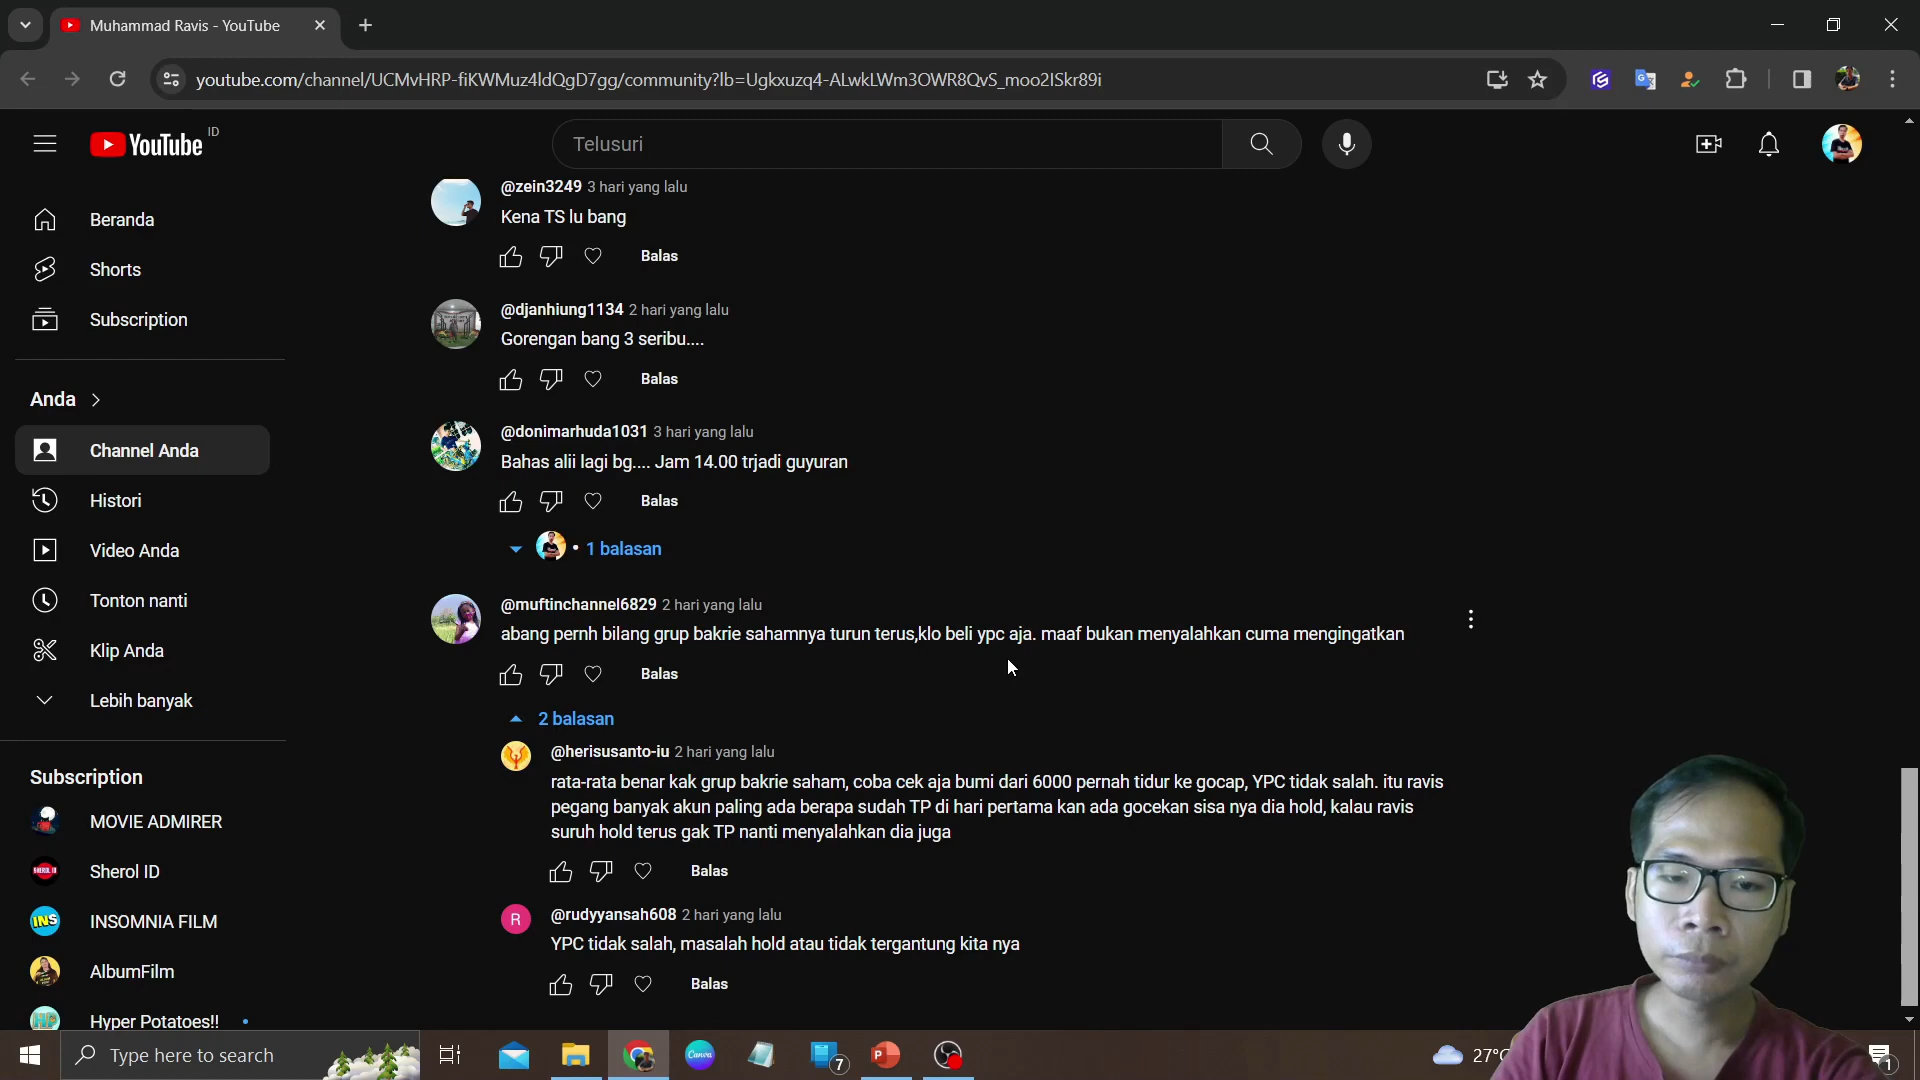 Muhammad Ravis - YouTube
youtube.com/channel/UCMvHRP-fiKWMuz4ldQgD7gg/community?lb=Ugkxuzq4-ALwkLWm3OWR8QvS_moo2ISkr89i
YouTube ID
Telusuri
Beranda
Shorts
Subscription
Anda
Channel Anda
Histori
Video Anda
Tonton nanti
Klip Anda
Lebih banyak
Subscription
MOVIE ADMIRER
Sherol ID
INSOMNIA FILM
AlbumFilm
Hyper Potatoes!!
@zein3249 3 hari yang lalu
Kena TS lu bang
Balas
@djanhiung1134 2 hari yang lalu
Gorengan bang 3 seribu....
Balas
@donimarhuda1031 3 hari yang lalu
Bahas alii lagi bg.... Jam 14.00 trjadi guyuran
Balas
1 balasan
@muftinchannel6829 2 hari yang lalu
abang pernh bilang grup bakrie sahamnya turun terus,klo beli ypc aja. maaf bukan menyalahkan cuma mengingatkan
Balas
2 balasan
@herisusanto-iu 2 hari yang lalu
rata-rata benar kak grup bakrie saham, coba cek aja bumi dari 6000 pernah tidur ke gocap, YPC tidak salah. itu ravis
pegang banyak akun paling ada berapa sudah TP di hari pertama kan ada gocekan sisa nya dia hold, kalau ravis
suruh hold terus gak TP nanti menyalahkan dia juga
Balas
R
@rudyyansah608 2 hari yang lalu
YPC tidak salah, masalah hold atau tidak tergantung kita nya
Balas
Type here to search
Canva
7
P
27°C
1